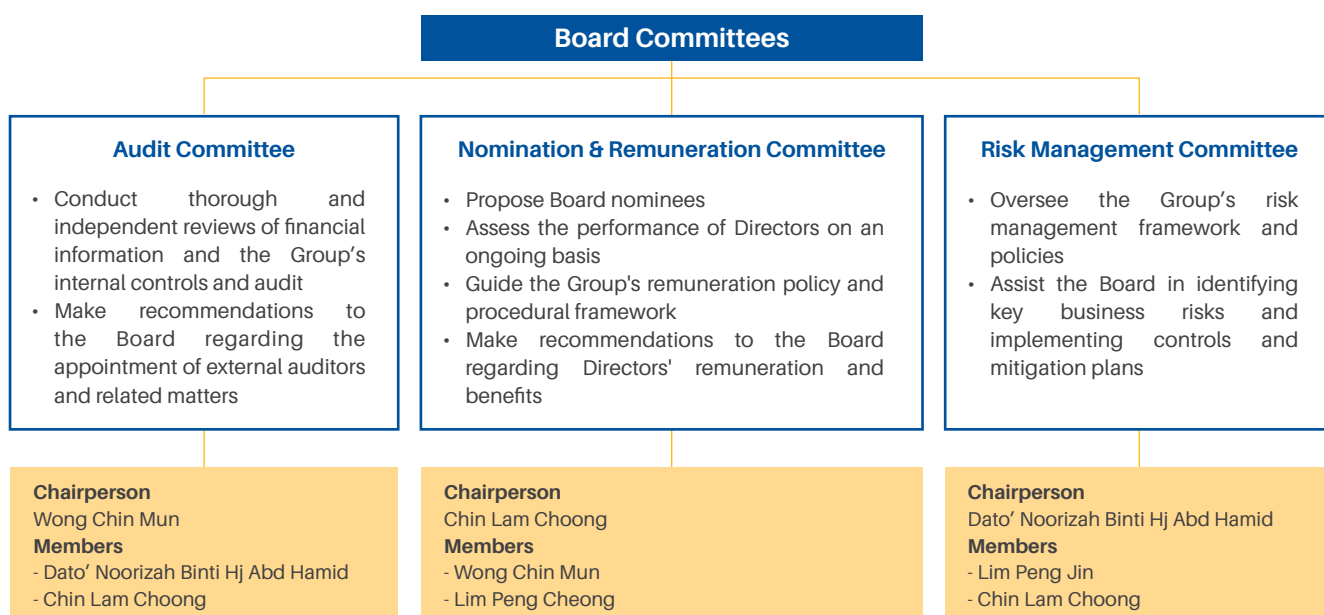 Board Committees
Audit Committee
• Conduct thorough and
independent reviews of financial
information and the Group’s
internal controls and audit
• Make recommendations to
the Board regarding the
appointment of external auditors
and related matters
Chairperson
Wong Chin Mun
Members
- Dato’ Noorizah Binti Hj Abd Hamid
- Chin Lam Choong
Nomination & Remuneration Committee
• Propose Board nominees
• Assess the performance of Directors on an
ongoing basis
• Guide the Group's remuneration policy and
procedural framework
• Make recommendations to the Board
regarding Directors' remuneration and
benefits
Chairperson
Chin Lam Choong
Members
- Wong Chin Mun
- Lim Peng Cheong
Risk Management Committee
• Oversee the Group’s risk
management framework and
policies
• Assist the Board in identifying
key business risks and
implementing controls and
mitigation plans
Chairperson
Dato’ Noorizah Binti Hj Abd Hamid
Members
- Lim Peng Jin
- Chin Lam Choong